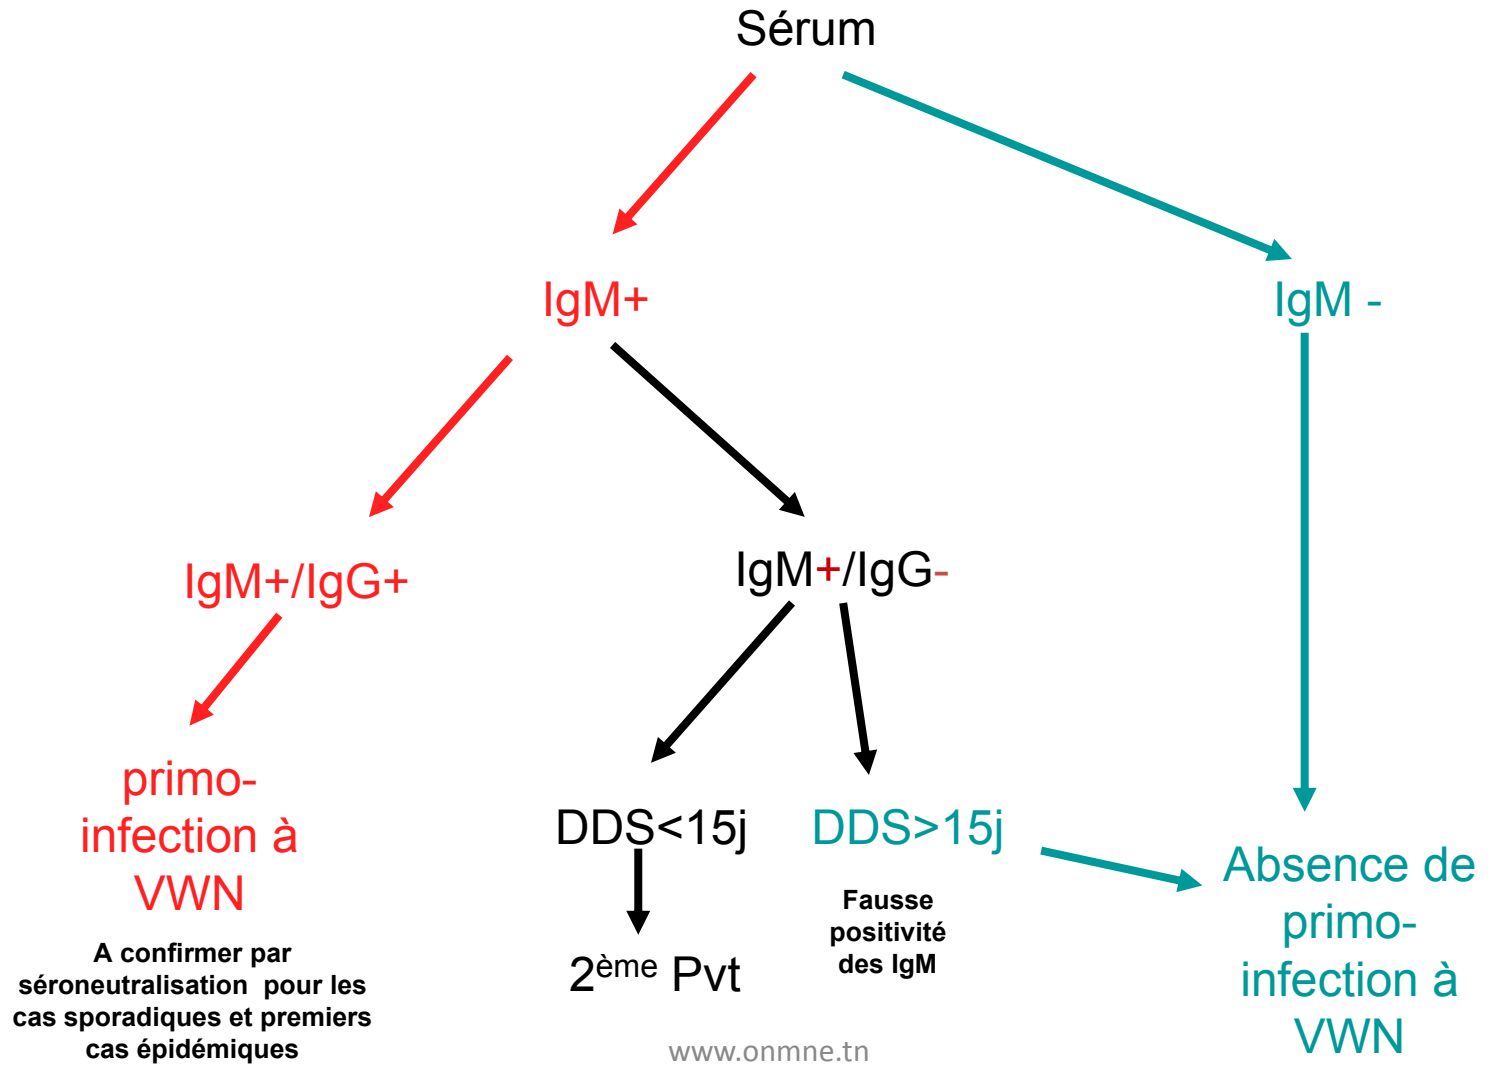 Sérum
IgM+
IgM -
IgM+/IgG+
IgM+/IgG-
primo-
infection à
VWN
A confirmer par
séroneutralisation pour les
cas sporadiques et premiers
cas épidémiques
DDS<15j
2ème Pvt
DDS>15j
Fausse
positivité
des IgM
Absence de
primo-
infection à
VWN
www.onmne.tn